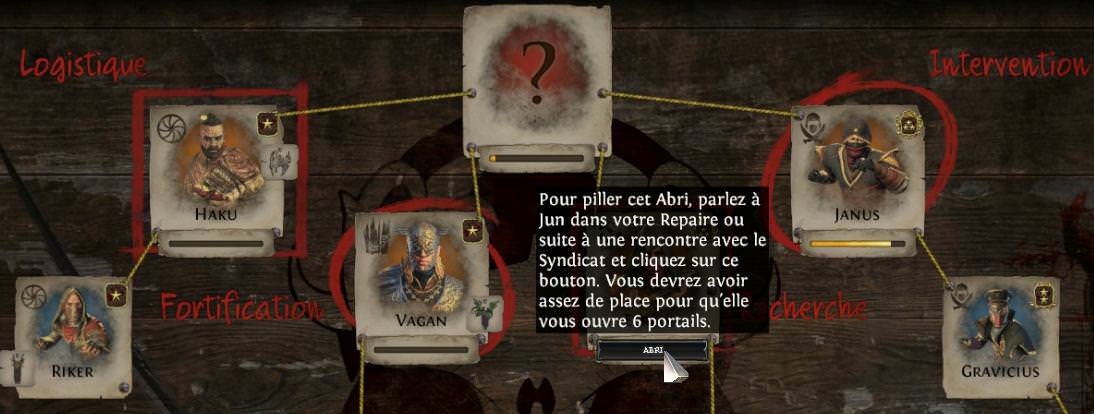 Logistique
?
Intervention
Haku
Janus
Pour piller cet Abri, parlez à
Jun dans votre Repaire ou
suite à une rencontre avec le
Syndicat et cliquez sur ce
bouton. Vous devrez avoir
assez de place pour qu'elle
vous ouvre 6 portails.
Fortification
Vagan
cherche
Riker
ABRI
Gravicius